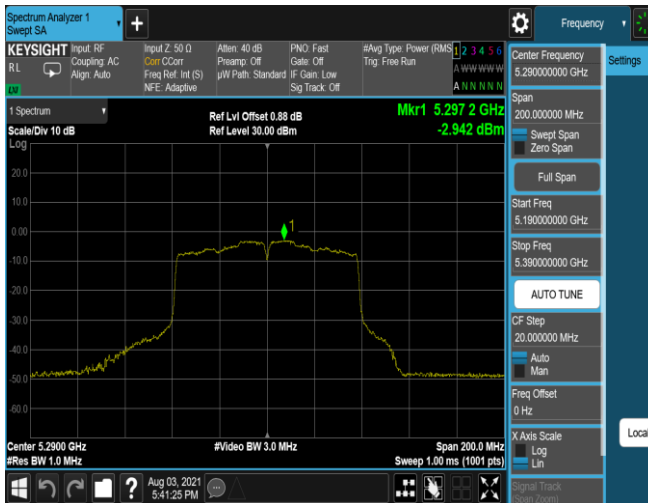 Spectrum Analyzer 1
Swept SA
Frequency
KEYSIGHT
RL
Input: RF
Coupling: AC
Align: Auto
Input Z: 50 Ω
Corr CCorr
Freq Ref: Int (S)
NFE: Adaptive
Atten: 40 dB
Preamp: Off
µW Path: Standard
PNO: Fast
Gate: Off
IF Gain: Low
Sig Track: Off
#Avg Type: Power (RMS
Trig: Free Run
1 2 3 4 5 6
A W W W W W
A N N N N N
1 Spectrum
Scale/Div 10 dB
Ref Lvl Offset 0.88 dB
Ref Level 30.00 dBm
Mkr1 5.297 2 GHz
-2.942 dBm
Log
20.0
10.0
0.00
-10.0
-20.0
-30.0
-40.0
-50.0
-60.0
1
Center 5.2900 GHz
#Res BW 1.0 MHz
#Video BW 3.0 MHz
Span 200.0 MHz
Sweep 1.00 ms (1001 pts)
Center Frequency
5.290000000 GHz
Settings
Span
200.000000 MHz
Swept Span
Zero Span
Full Span
Start Freq
5.190000000 GHz
Stop Freq
5.390000000 GHz
AUTO TUNE
CF Step
20.000000 MHz
Auto
Man
Freq Offset
0 Hz
X Axis Scale
Log
Lin
Local
Signal Track
(Span Zoom)
?
Aug 03, 2021
5:41:25 PM